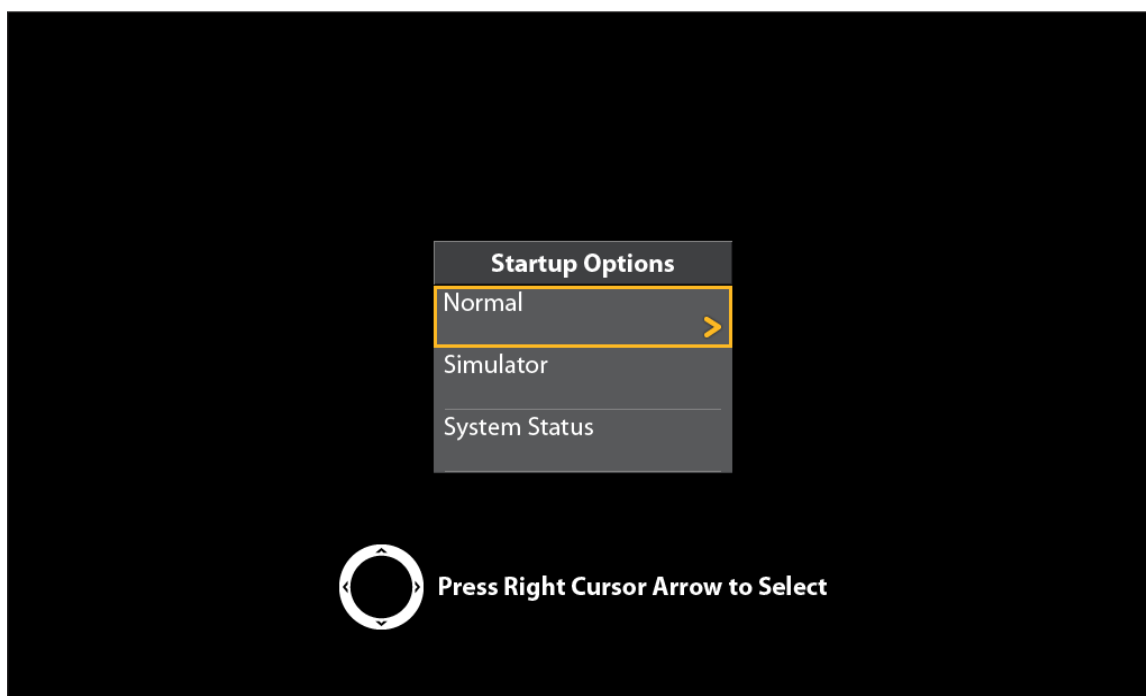 Startup Options
Normal
Simulator
System Status
Press Right Cursor Arrow to Select